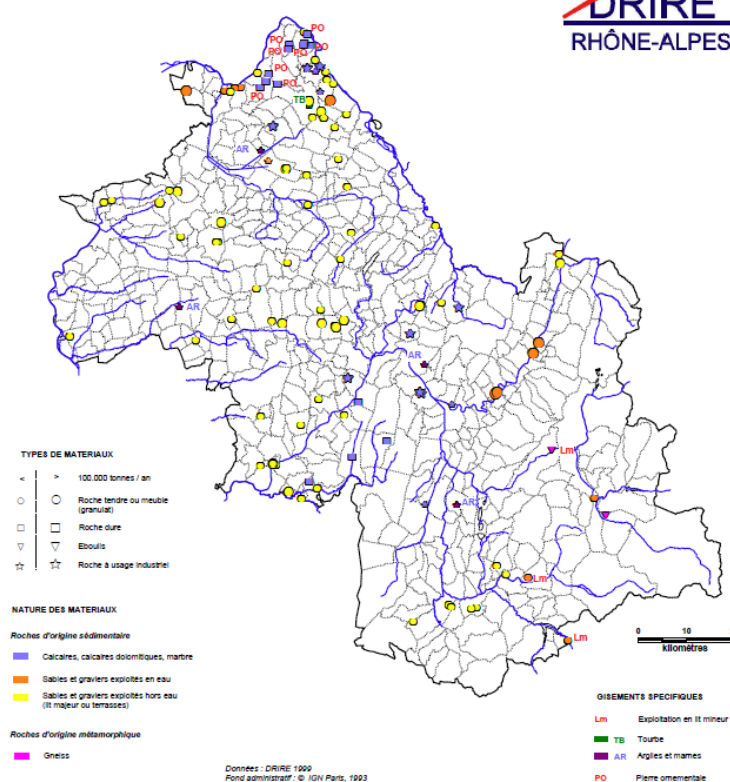 DRIRE
RHÔNE-ALPES
PO
PO
PO
PO
PO
PO
PO
PO
TB
AR
AR
AR
Lm
AR
Lm
Lm
TYPES DE MATERIAUX
< > 100.000 tonnes / an
Roche tendre ou meuble
(granulat)
Roche dure
Eboulis
Roche à usage industriel
NATURE DES MATERIAUX
Roches d'origine sédimentaire
Calcaires, calcaires dolomitiques, marbre
Sables et graviers exploités en eau
Sables et graviers exploités hors eau
(lit majeur ou terrasses)
Roches d'origine métamorphique
Gneiss
0 10
kilomètres
GISEMENTS SPECIFIQUES
Lm Exploitation en lit mineur
TB Tourbe
AR Argiles et marnes
PO Pierre ornementale
Données : DRIRE 1999
Fond administratif : © IGN Paris, 1993